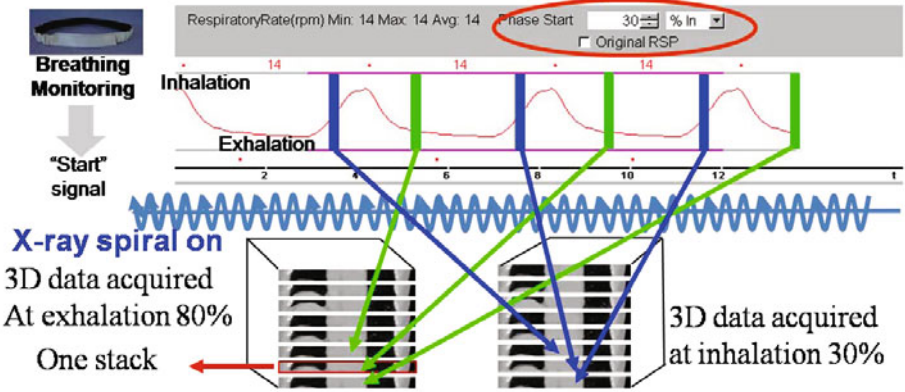 RespiratoryRate(rpm) Min: 14 Max: 14 Avg: 14 Phase Start 30 % In
Original RSP
Breathing
Monitoring
14 14 14
Inhalation
Exhalation
"Start"
signal
2 4 6 8 10 12 t
X-ray spiral on
3D data acquired
At exhalation 80%
One stack
3D data acquired
at inhalation 30%